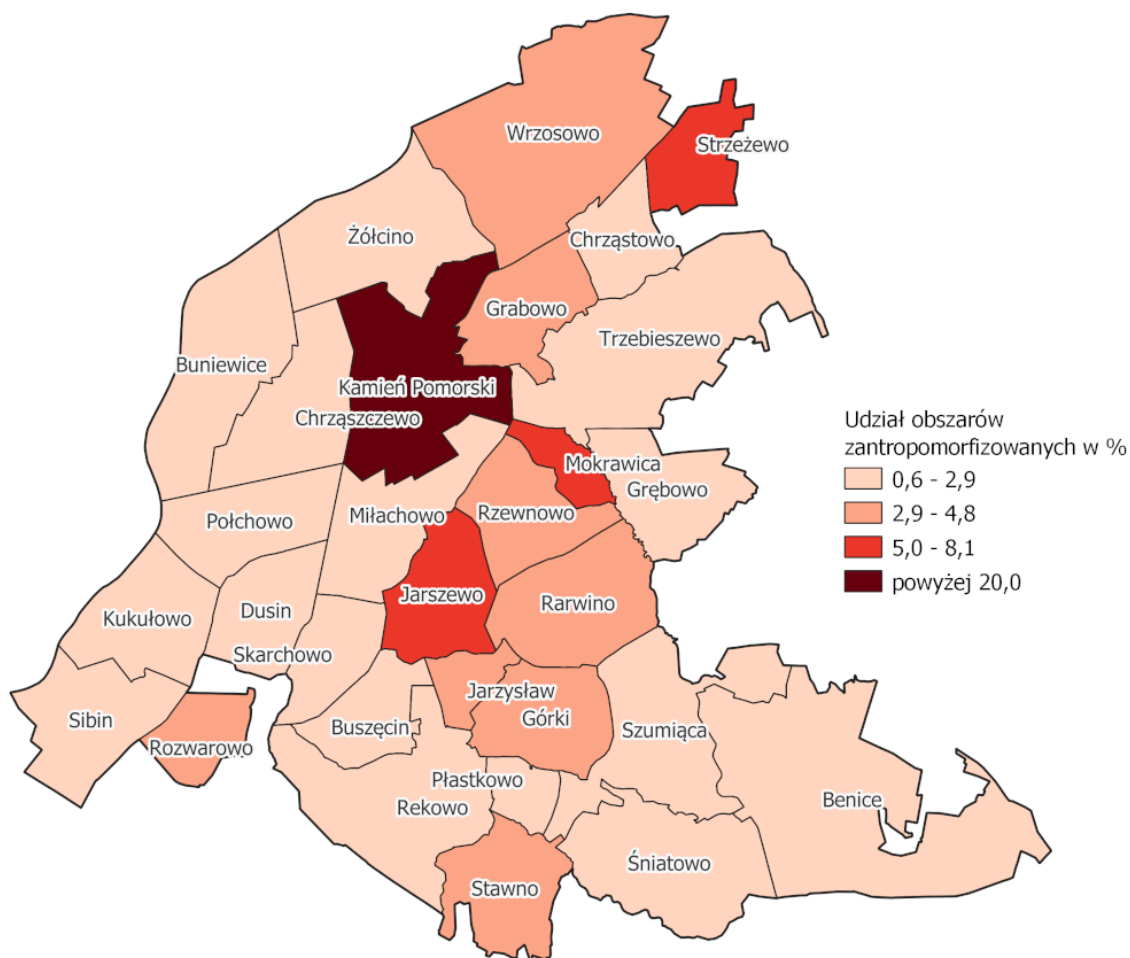 Wrzosowo
Strzeżewo
Chrząstowo
Żółcino
Grabowo
Trzebieszewo
Buniewice
Kamień Pomorski
Chrząszczewo
Udział obszarów
zantropomorfizowanych w %
0,6 - 2,9
2,9 - 4,8
5,0 - 8,1
powyżej 20,0
Mokrawica
Grębowo
Rzewnowo
Miłachowo
Połchowo
Jarszewo
Rarwino
Kukułowo
Dusin
Skarchowo
Jarzysław
Górki
Sibin
Buszęcin
Szumiąca
Rozwarowo
Płastkowo
Rekowo
Benice
Śniatowo
Stawno